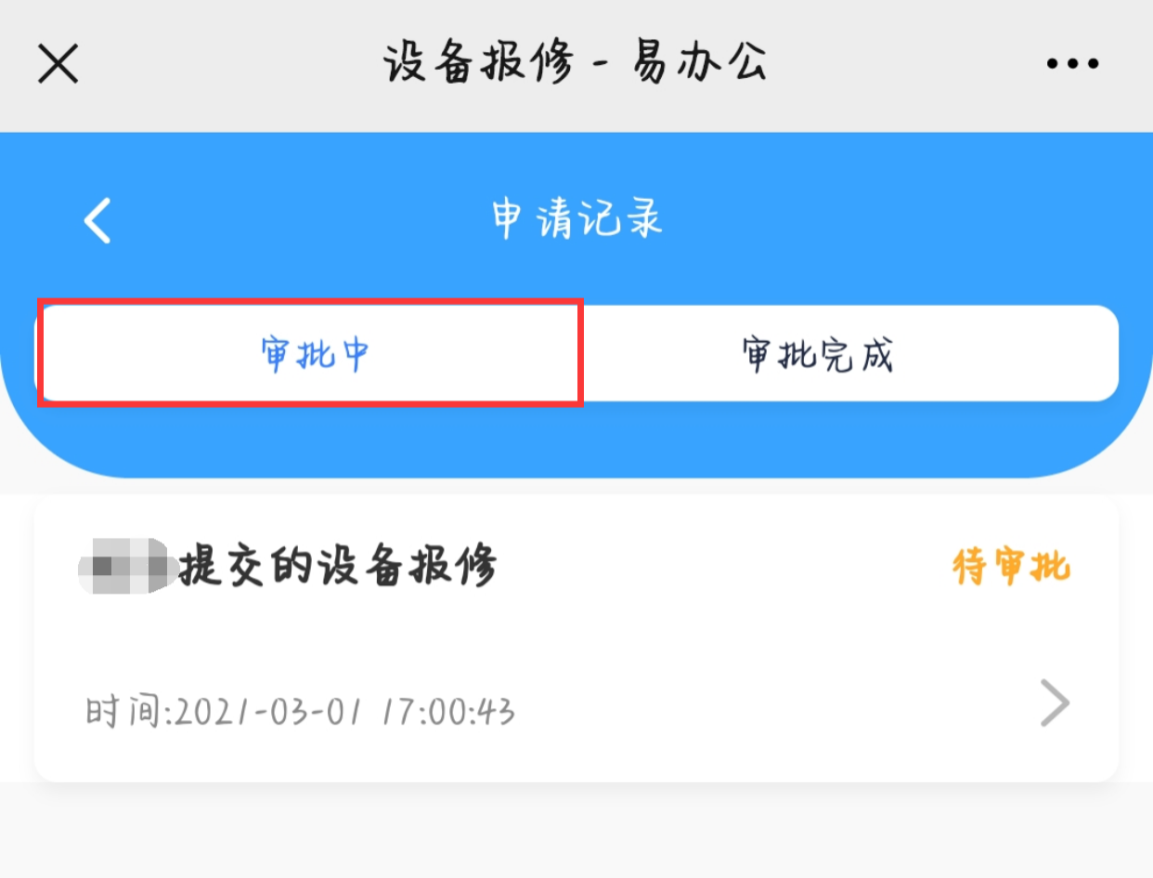 设备报修 - 易办公
申请记录
审批中 审批完成
提交的设备报修 待审批
时间:2021-03-01 17:00:43